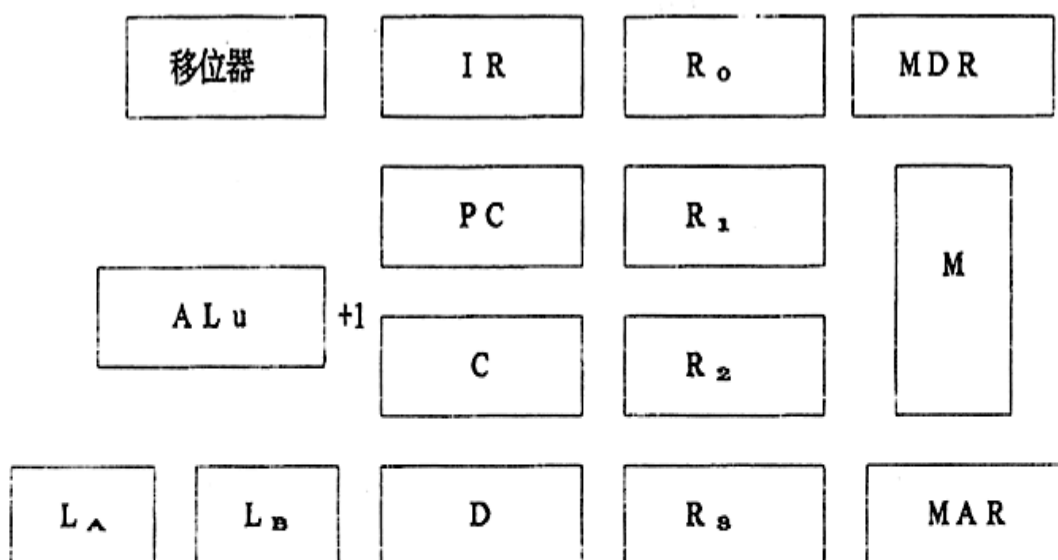 移位器 IR R₀ MDR
PC R₁
M
ALu +1
C R₂
L_A L_B D R₃ MAR